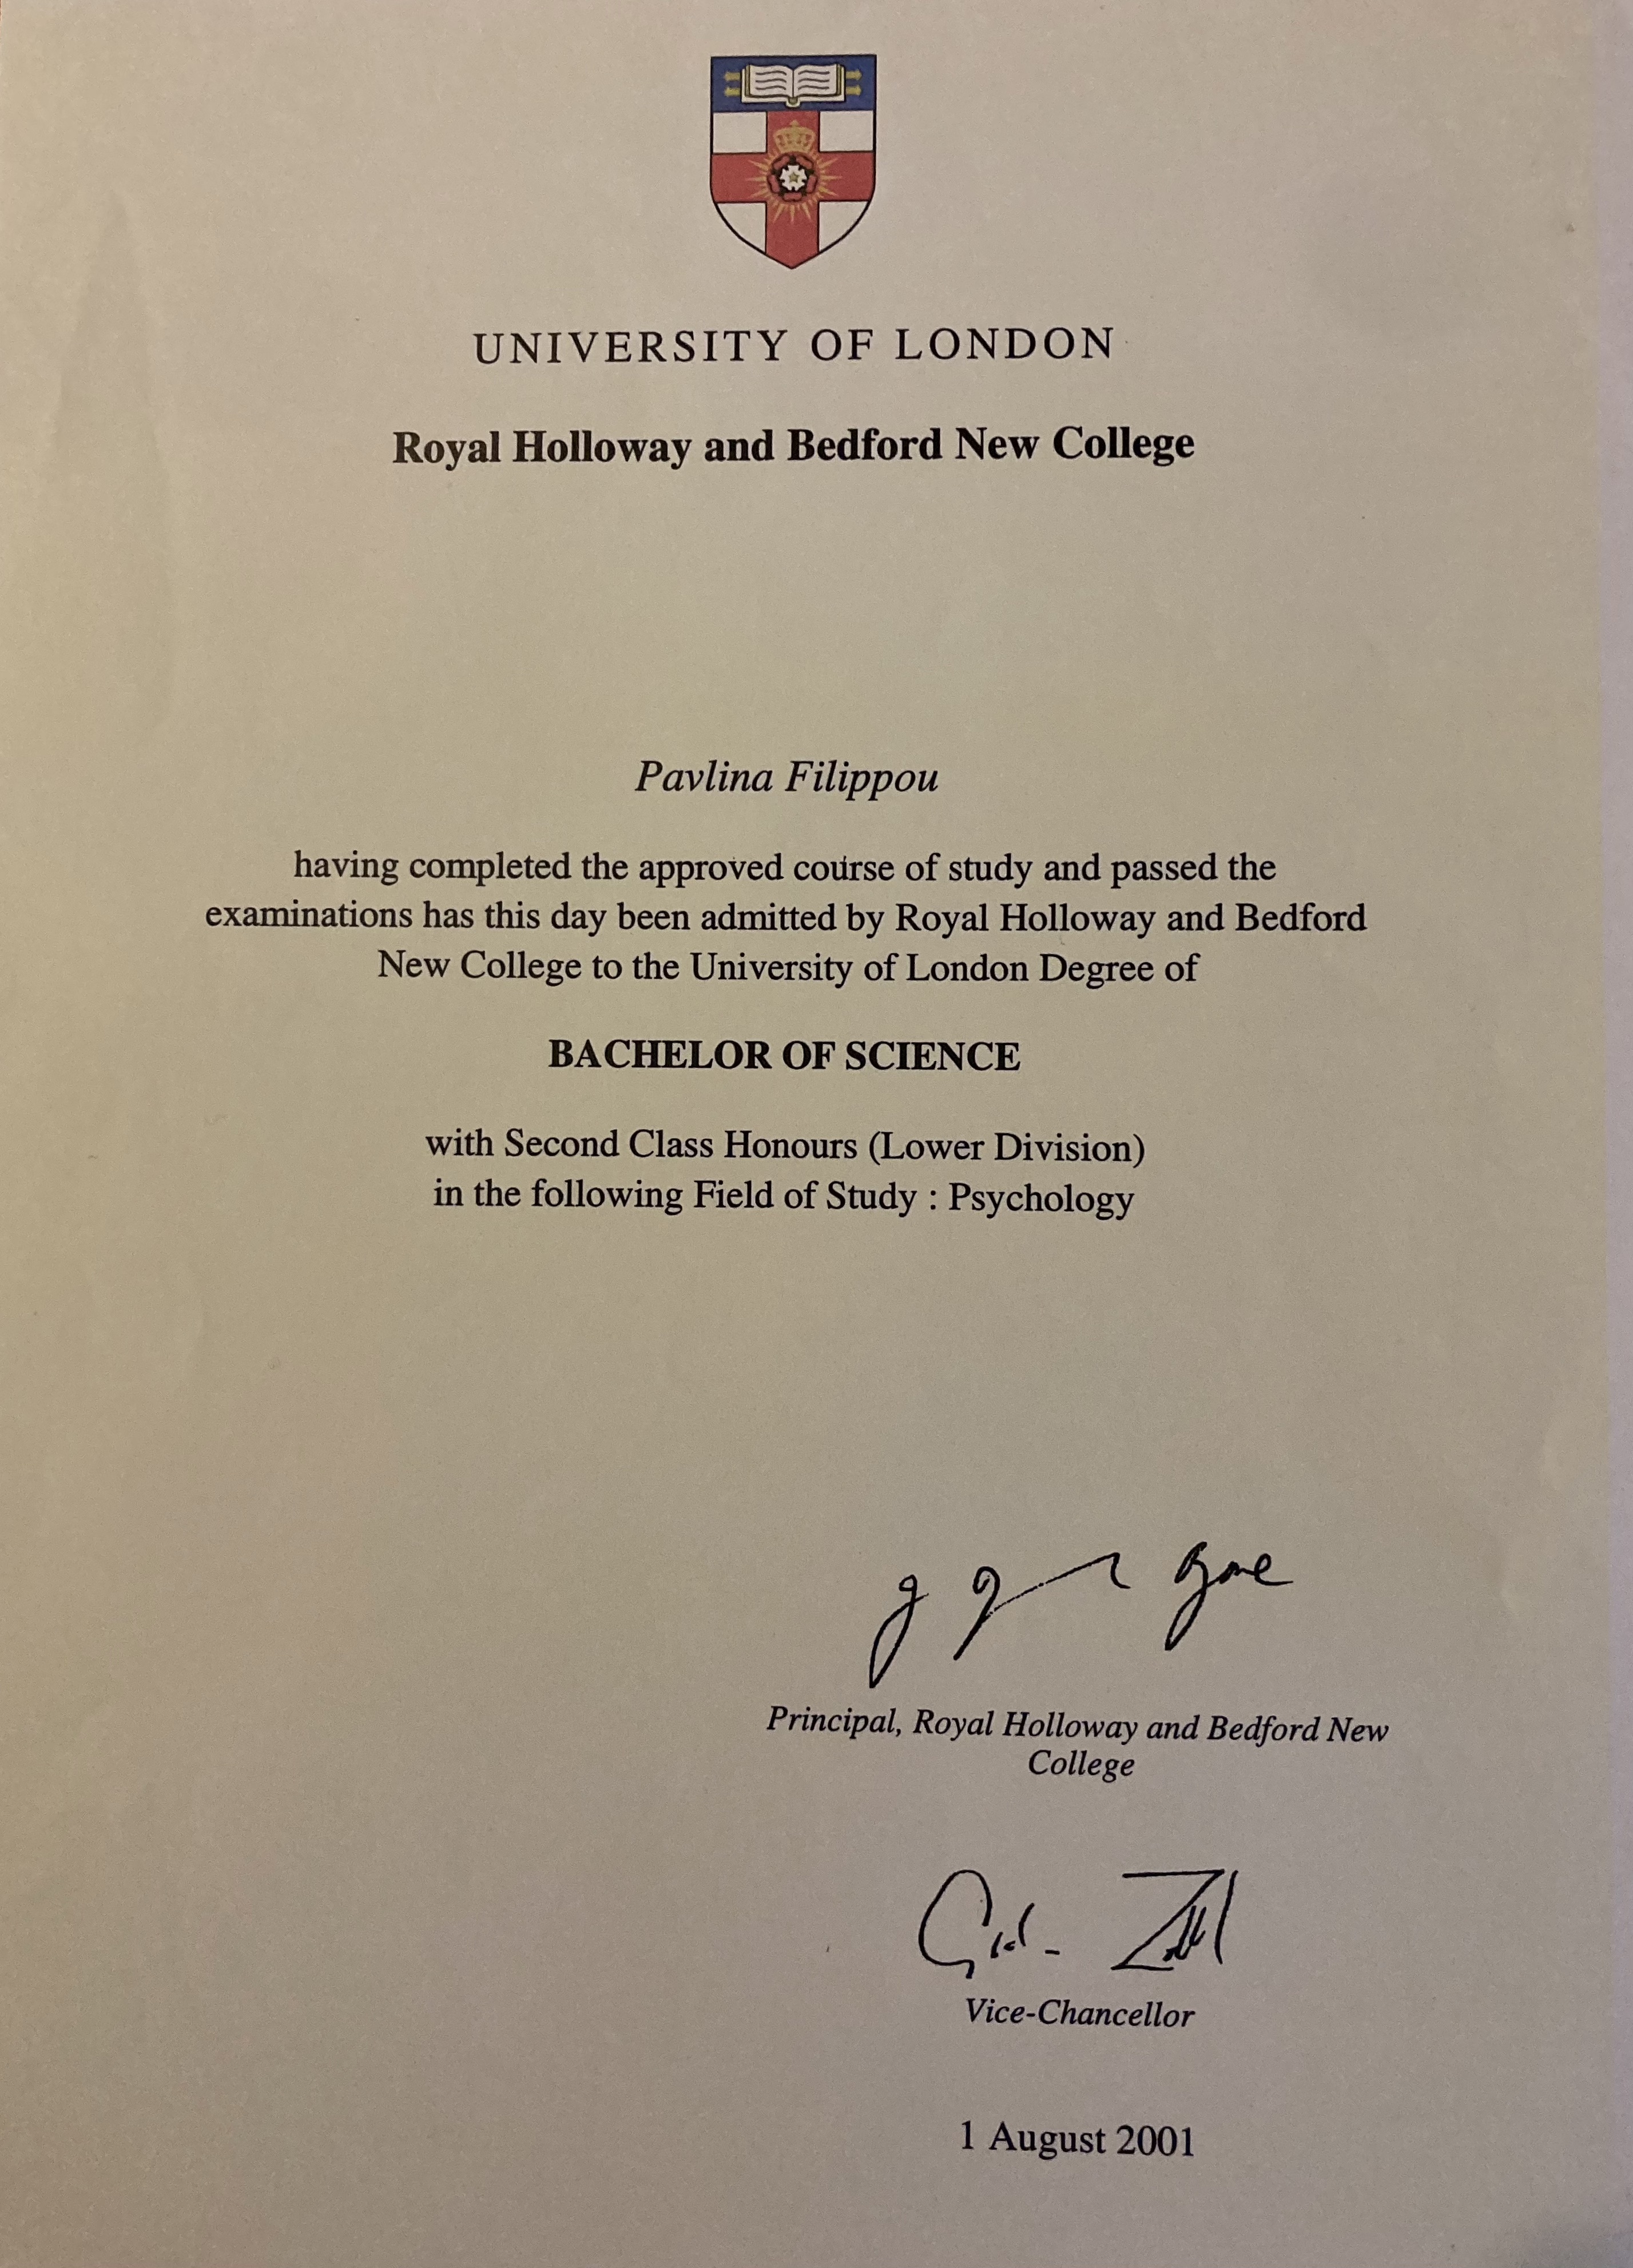 UNIVERSITY OF LONDON
Royal Holloway and Bedford New College
Pavlina Filippou
having completed the approved course of study and passed the
examinations has this day been admitted by Royal Holloway and Bedford
New College to the University of London Degree of
BACHELOR OF SCIENCE
with Second Class Honours (Lower Division)
in the following Field of Study : Psychology
Principal, Royal Holloway and Bedford New
College
Vice-Chancellor
1 August 2001